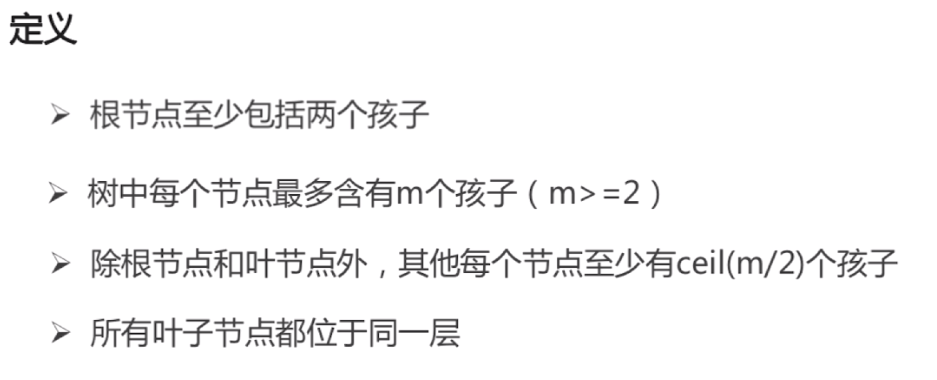 定义
➢ 根节点至少包括两个孩子
➢ 树中每个节点最多含有m个孩子（m>=2）
➢ 除根节点和叶节点外，其他每个节点至少有ceil(m/2)个孩子
➢ 所有叶子节点都位于同一层